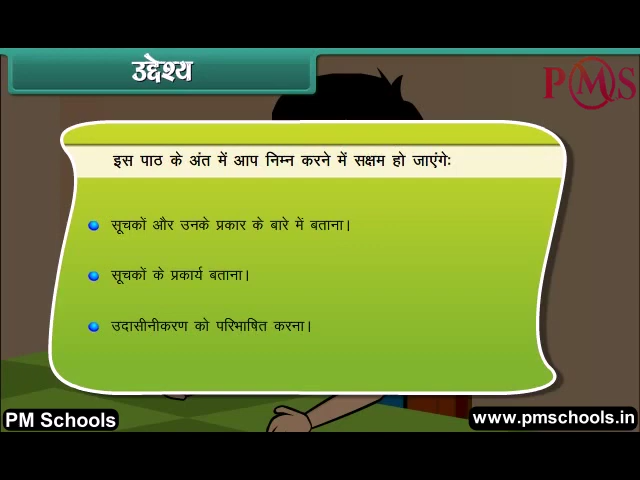 उद्देश्य
PMS
इस पाठ के अंत में आप निम्न करने में सक्षम हो जाएंगे:
सूचकों और उनके प्रकार के बारे में बताना।
सूचकों के प्रकार्य बताना।
उदासीनीकरण को परिभाषित करना।
PM Schools
www.pmschools.in